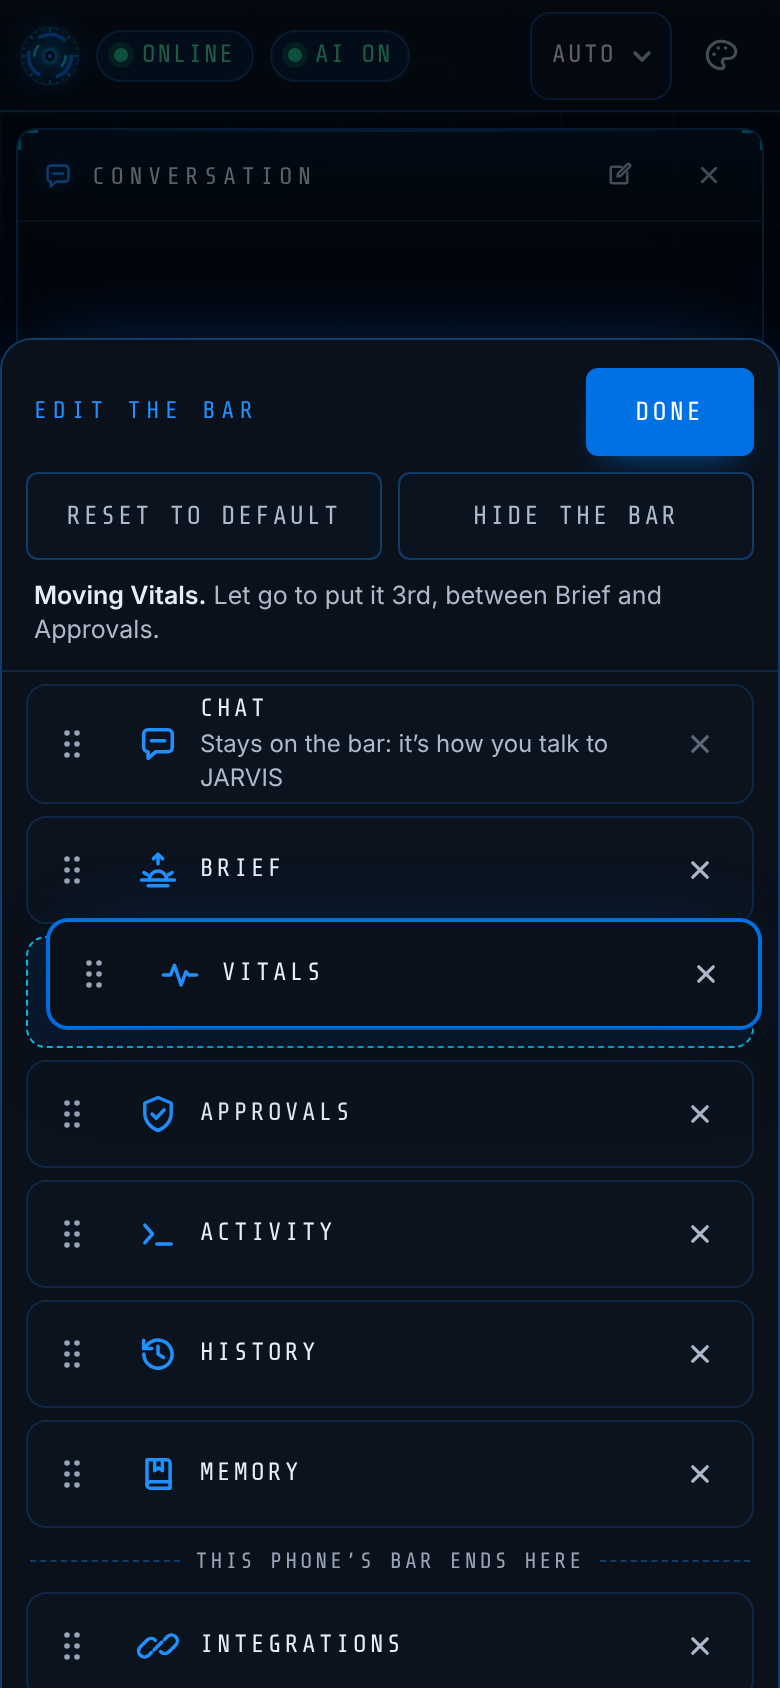 ONLINE
AI ON
AUTO
CONVERSATION
EDIT THE BAR
DONE
RESET TO DEFAULT
HIDE THE BAR
Moving Vitals. Let go to put it 3rd, between Brief and
Approvals.
CHAT
Stays on the bar: it’s how you talk to
JARVIS
BRIEF
VITALS
APPROVALS
ACTIVITY
HISTORY
MEMORY
THIS PHONE’S BAR ENDS HERE
INTEGRATIONS